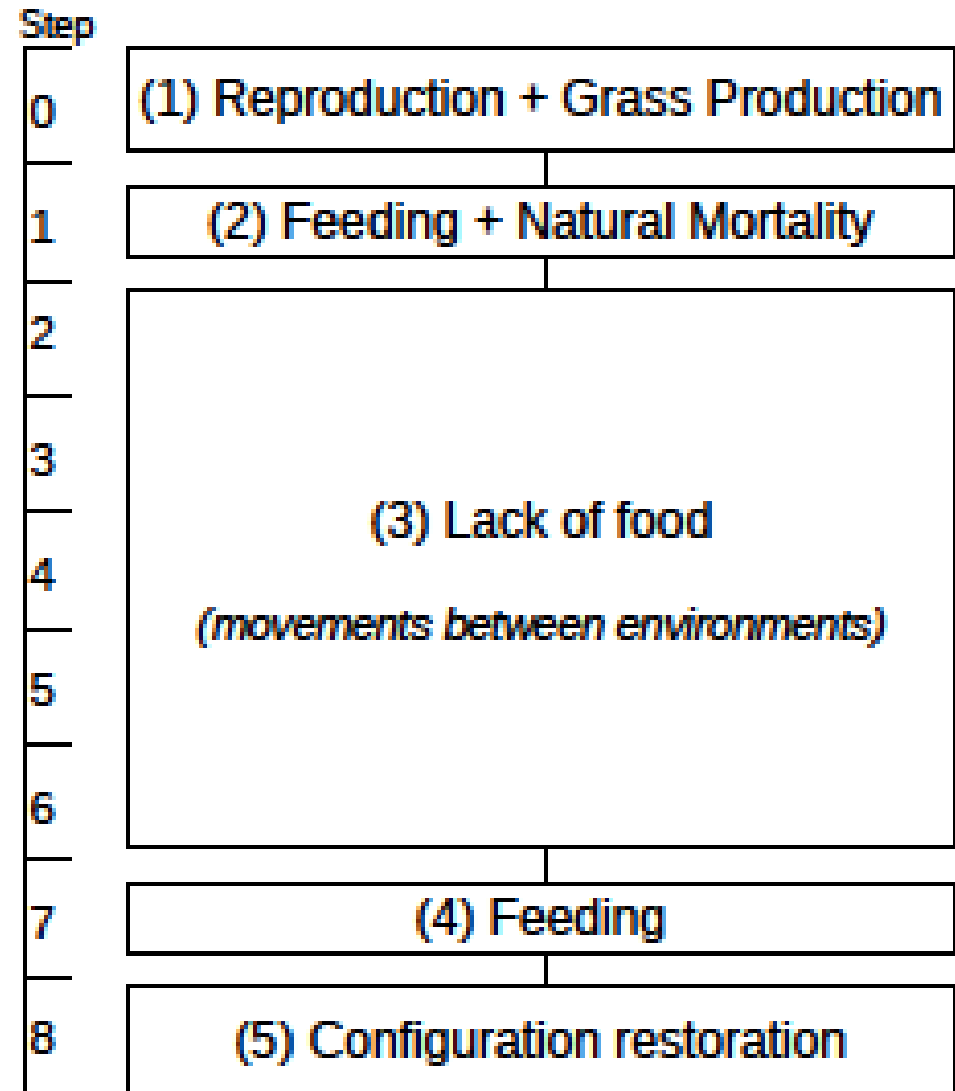 Step
0
(1) Reproduction + Grass Production
1
(2) Feeding + Natural Mortality
2
3
(3) Lack of food
4
(movements between environments)
5
6
7
(4) Feeding
8
(5) Configuration restoration